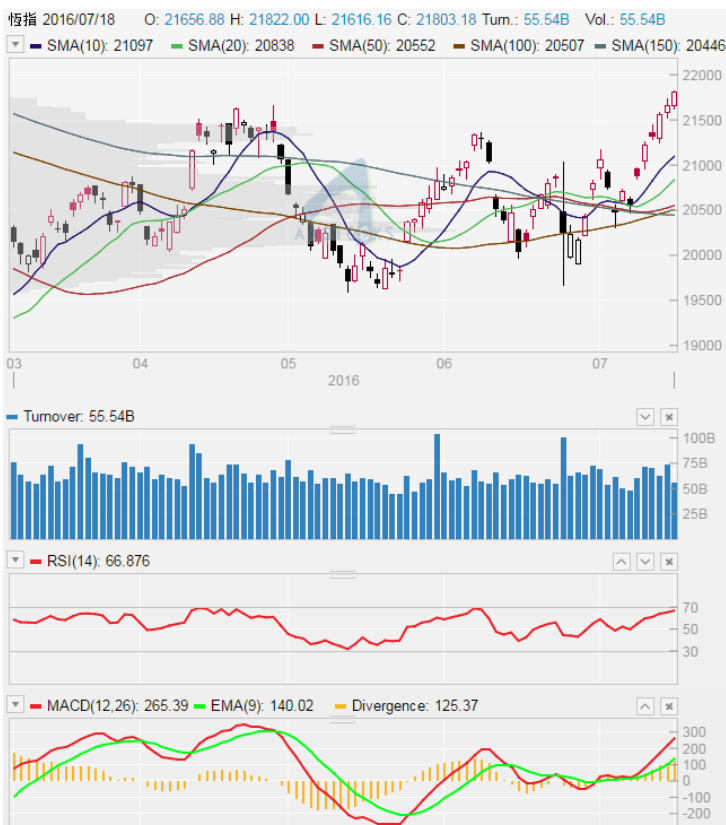 恆指 2016/07/18 O: 21656.88 H: 21822.00 L: 21616.16 C: 21803.18 Turn.: 55.54B Vol.: 55.54B
SMA(10): 21097 SMA(20): 20838 SMA(50): 20552 SMA(100): 20507 SMA(150): 20446
22000
21500
21000
20500
20000
19500
19000
03 04 05 06 07
2016
Turnover: 55.54B
100B
75B
50B
25B
RSI(14): 66.876
70
50
30
MACD(12,26): 265.39 EMA(9): 140.02 Divergence: 125.37
300
200
100
0
-100
-200